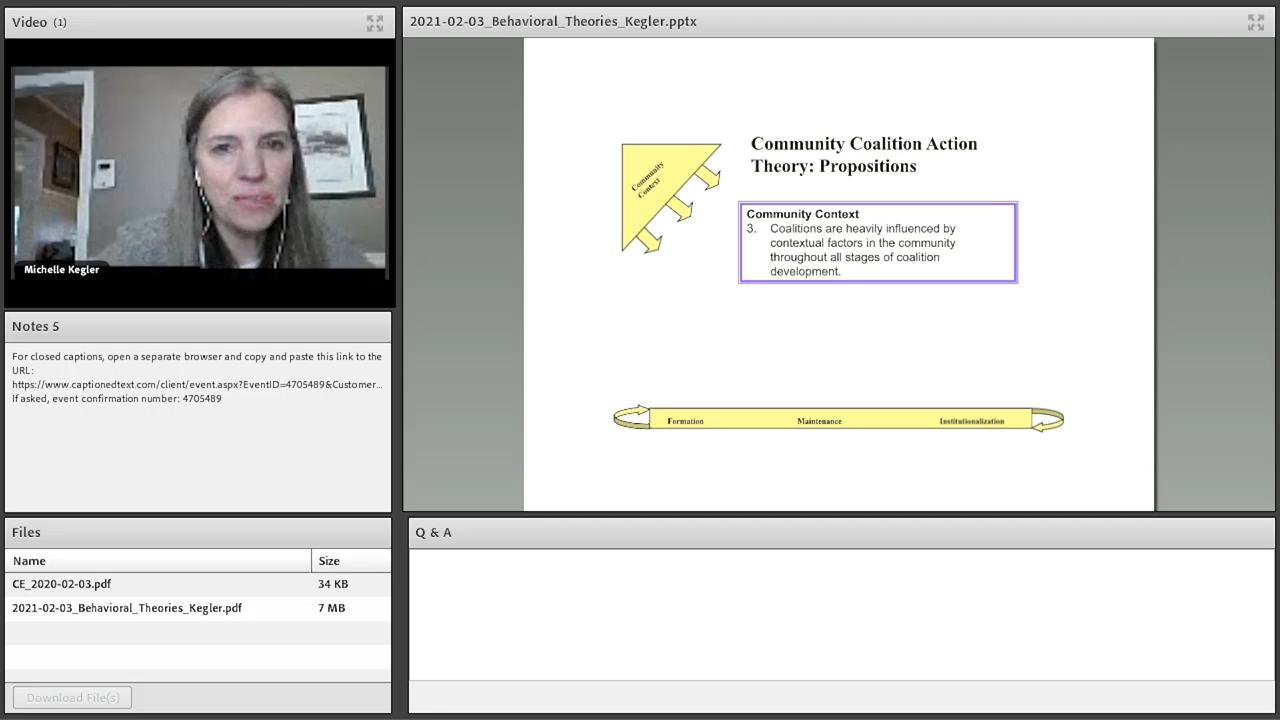 Video (1)
Michelle Kegler
Notes 5
For closed captions, open a separate browser and copy and paste this link to the
URL:
https://www.captionedtext.com/client/event.aspx?EventID=4705489&Customer...
If asked, event confirmation number: 4705489
Files
Name Size
CE_2020-02-03.pdf 34 KB
2021-02-03_Behavioral_Theories_Kegler.pdf 7 MB
Download File(s)
2021-02-03_Behavioral_Theories_Kegler.pptx
Community
Context
Community Coalition Action
Theory: Propositions
Community Context
3. Coalitions are heavily influenced by
contextual factors in the community
throughout all stages of coalition
development.
Formation Maintenance Institutionalization
Q & A